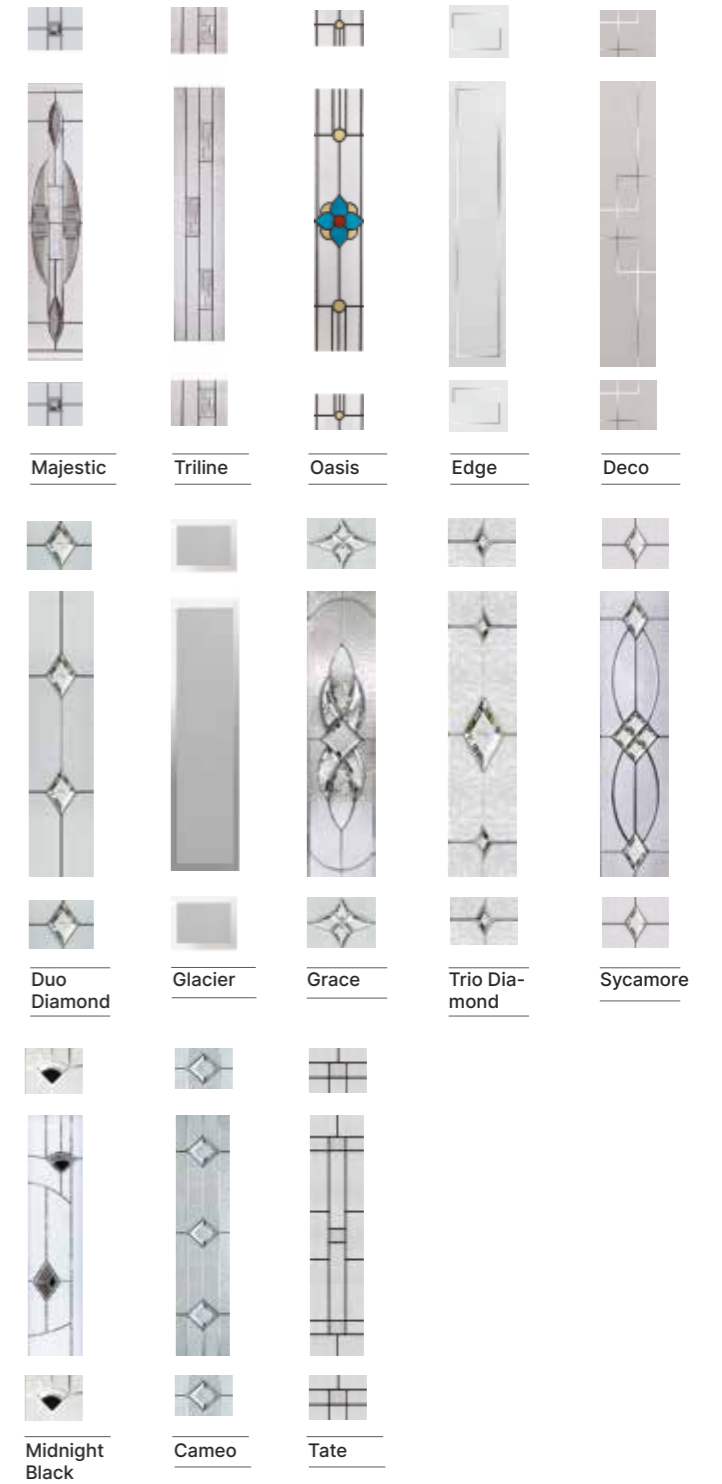 Majestic
Triline
Oasis
Edge
Deco
Duo
Diamond
Glacier
Grace
Trio Dia-
mond
Sycamore
Midnight
Black
Cameo
Tate